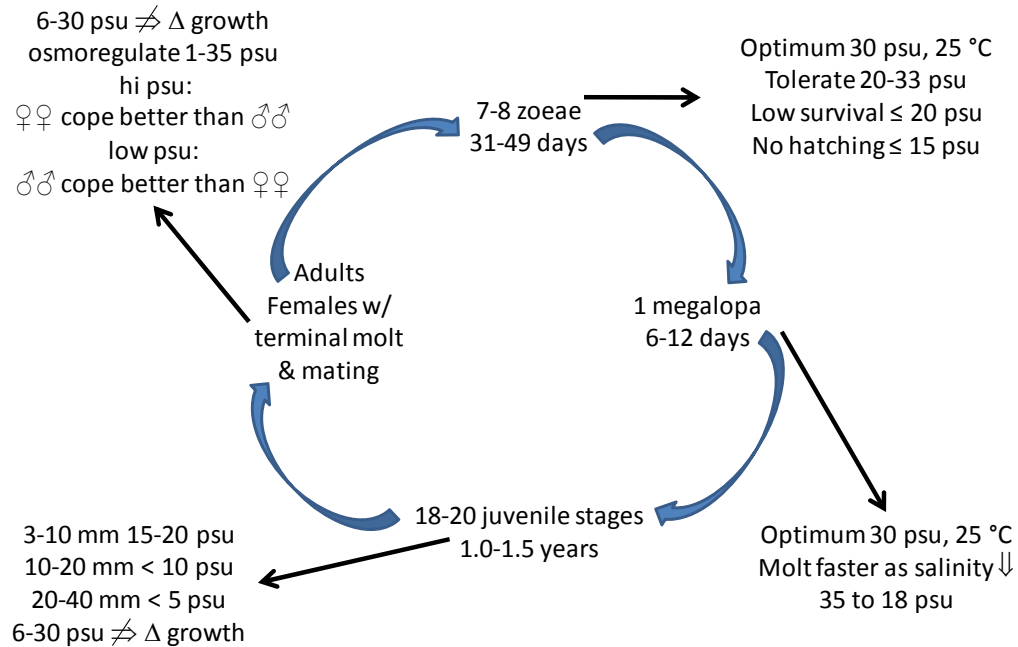 6-30 psu ⇏ Δ growth
osmoregulate 1-35 psu
hi psu:
♀♀ cope better than ♂♂
low psu:
♂♂ cope better than ♀♀
7-8 zoeae
31-49 days
Optimum 30 psu, 25 °C
Tolerate 20-33 psu
Low survival ≤ 20 psu
No hatching ≤ 15 psu
1 megalopa
6-12 days
Optimum 30 psu, 25 °C
Molt faster as salinity ⇓
35 to 18 psu
18-20 juvenile stages
1.0-1.5 years
3-10 mm 15-20 psu
10-20 mm < 10 psu
20-40 mm < 5 psu
6-30 psu ⇏ Δ growth
Adults
Females w/
terminal molt
& mating